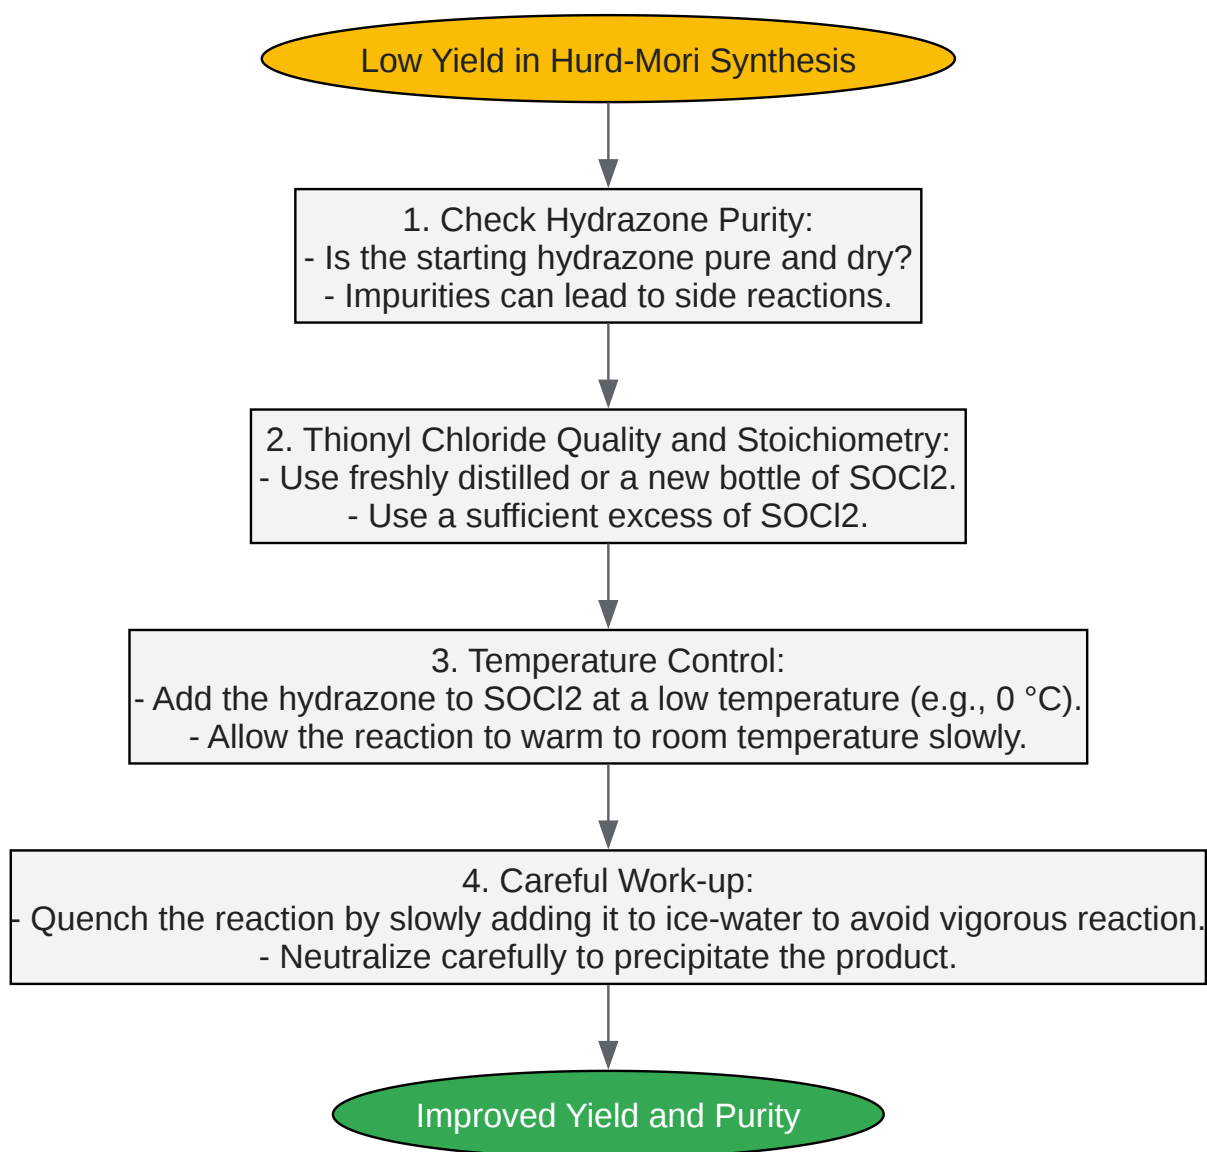 Low Yield in Hurd-Mori Synthesis
1. Check Hydrazone Purity:
- Is the starting hydrazone pure and dry?
- Impurities can lead to side reactions.
2. Thionyl Chloride Quality and Stoichiometry:
- Use freshly distilled or a new bottle of SOCl2.
- Use a sufficient excess of SOCl2.
3. Temperature Control:
- Add the hydrazone to SOCl2 at a low temperature (e.g., 0 °C).
- Allow the reaction to warm to room temperature slowly.
4. Careful Work-up:
- Quench the reaction by slowly adding it to ice-water to avoid vigorous reaction.
- Neutralize carefully to precipitate the product.
Improved Yield and Purity